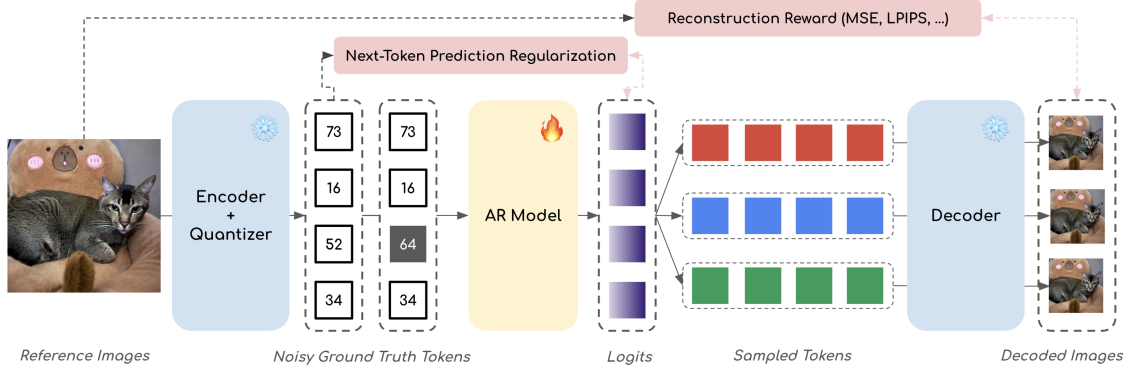 Reconstruction Reward (MSE, LPIPS, ...)
Next-Token Prediction Regularization
73
73
16
16
52
64
34
34
Encoder
+
Quantizer
AR Model
Decoder
Reference Images
Noisy Ground Truth Tokens
Logits
Sampled Tokens
Decoded Images